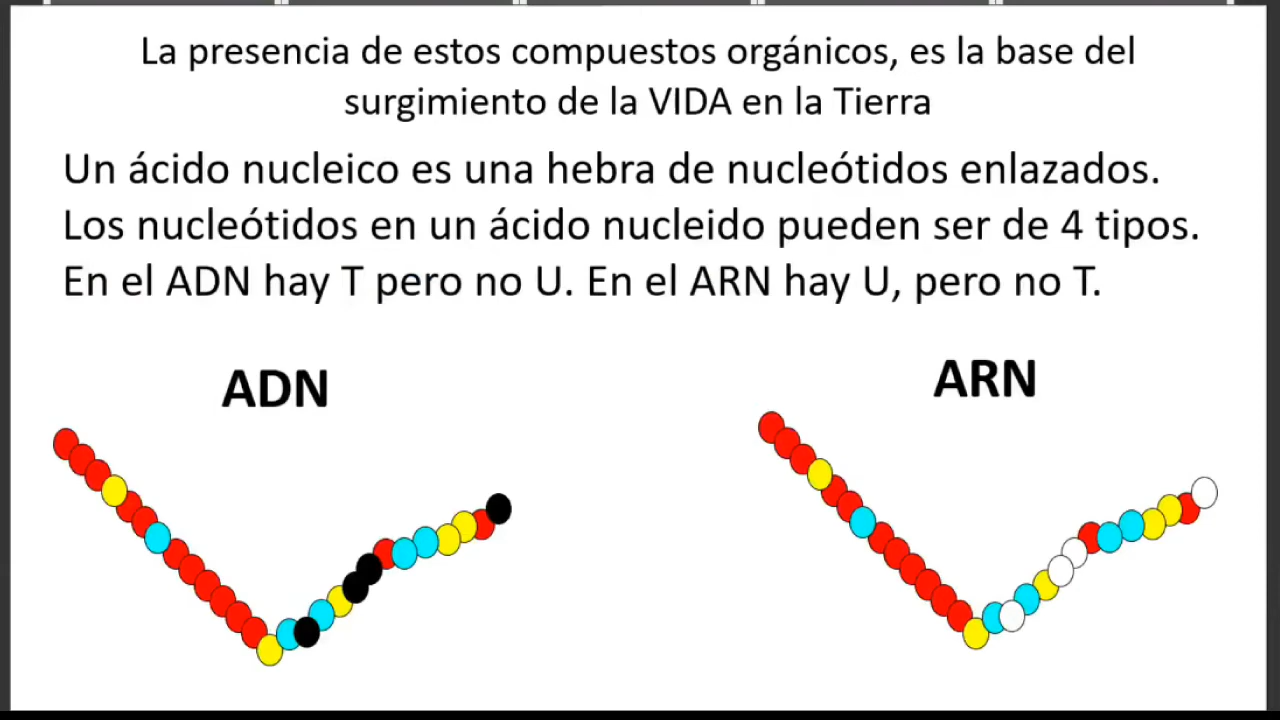 La presencia de estos compuestos orgánicos, es la base del
surgimiento de la VIDA en la Tierra
Un ácido nucleico es una hebra de nucleótidos enlazados.
Los nucleótidos en un ácido nucleido pueden ser de 4 tipos.
En el ADN hay T pero no U. En el ARN hay U, pero no T.
ADN
ARN